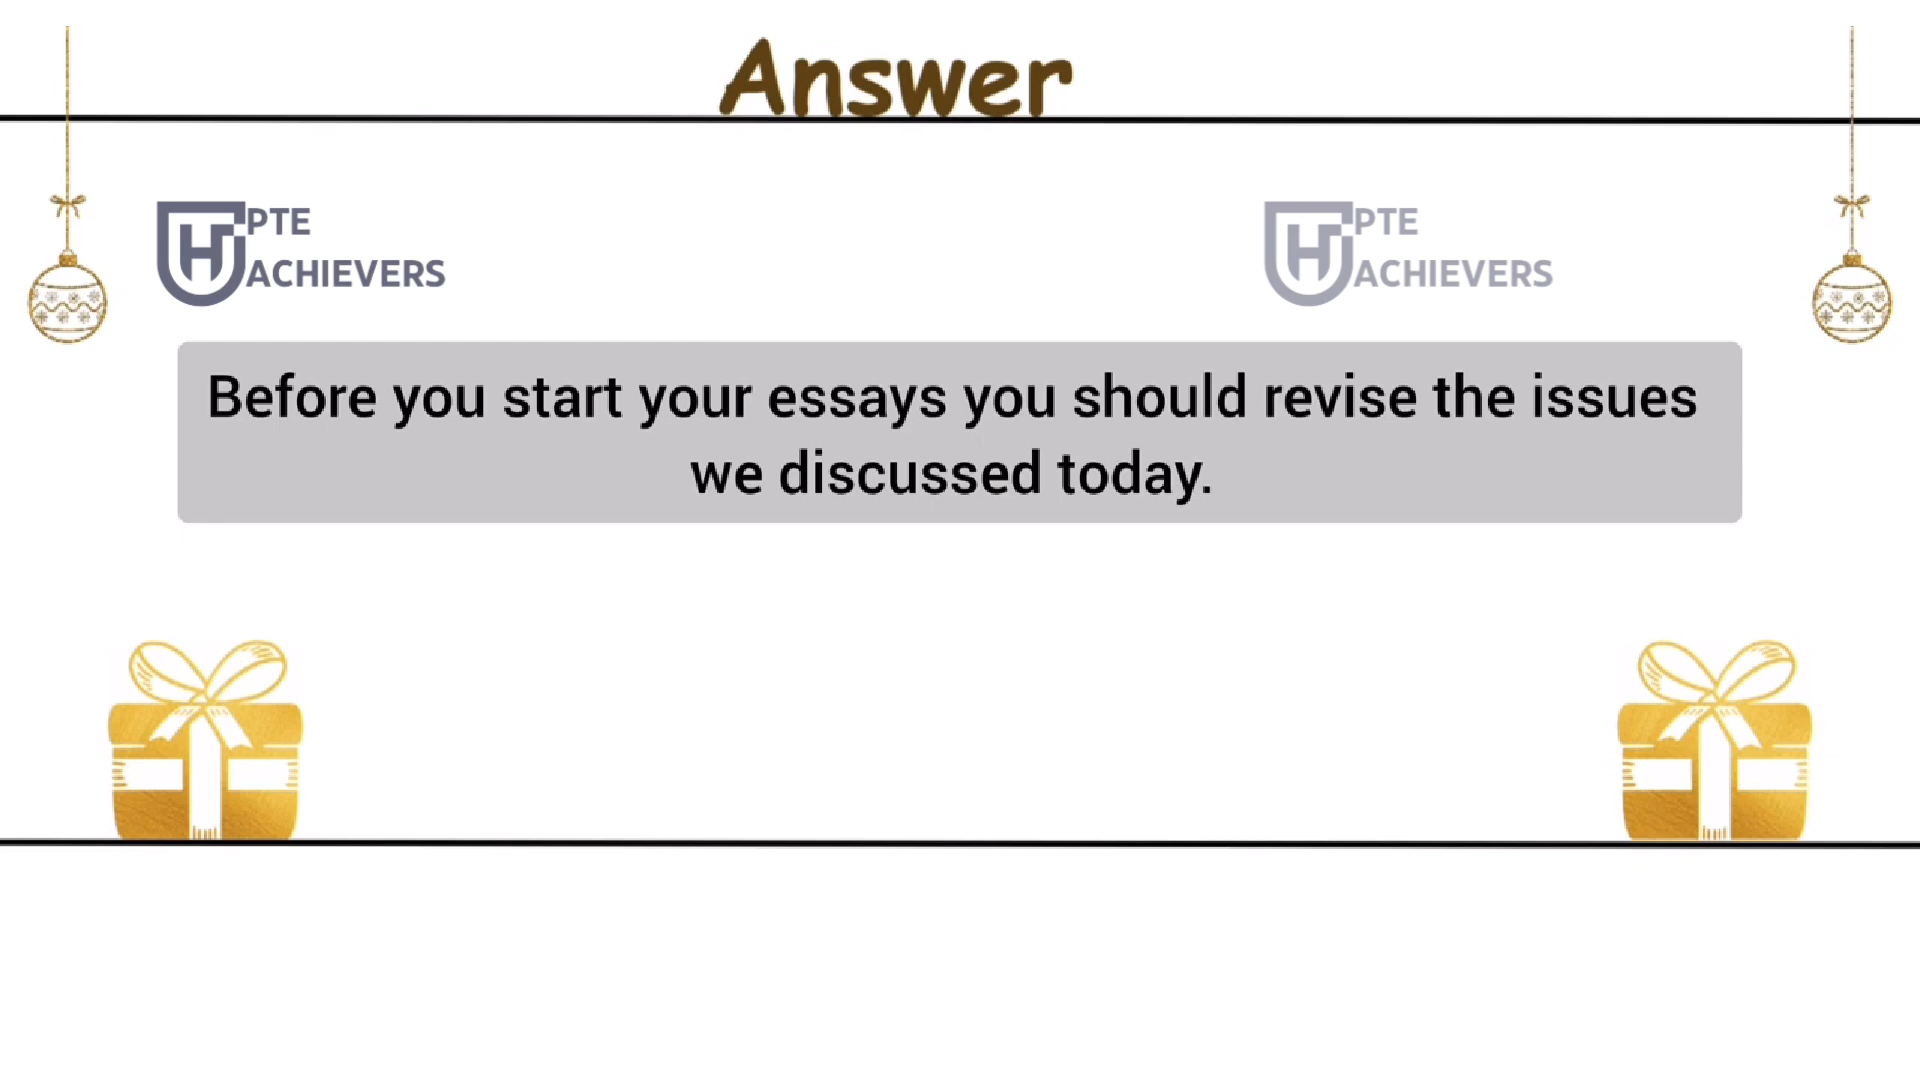 Answer
PTE
ACHIEVERS
PTE
ACHIEVERS
Before you start your essays you should revise the issues
we discussed today.